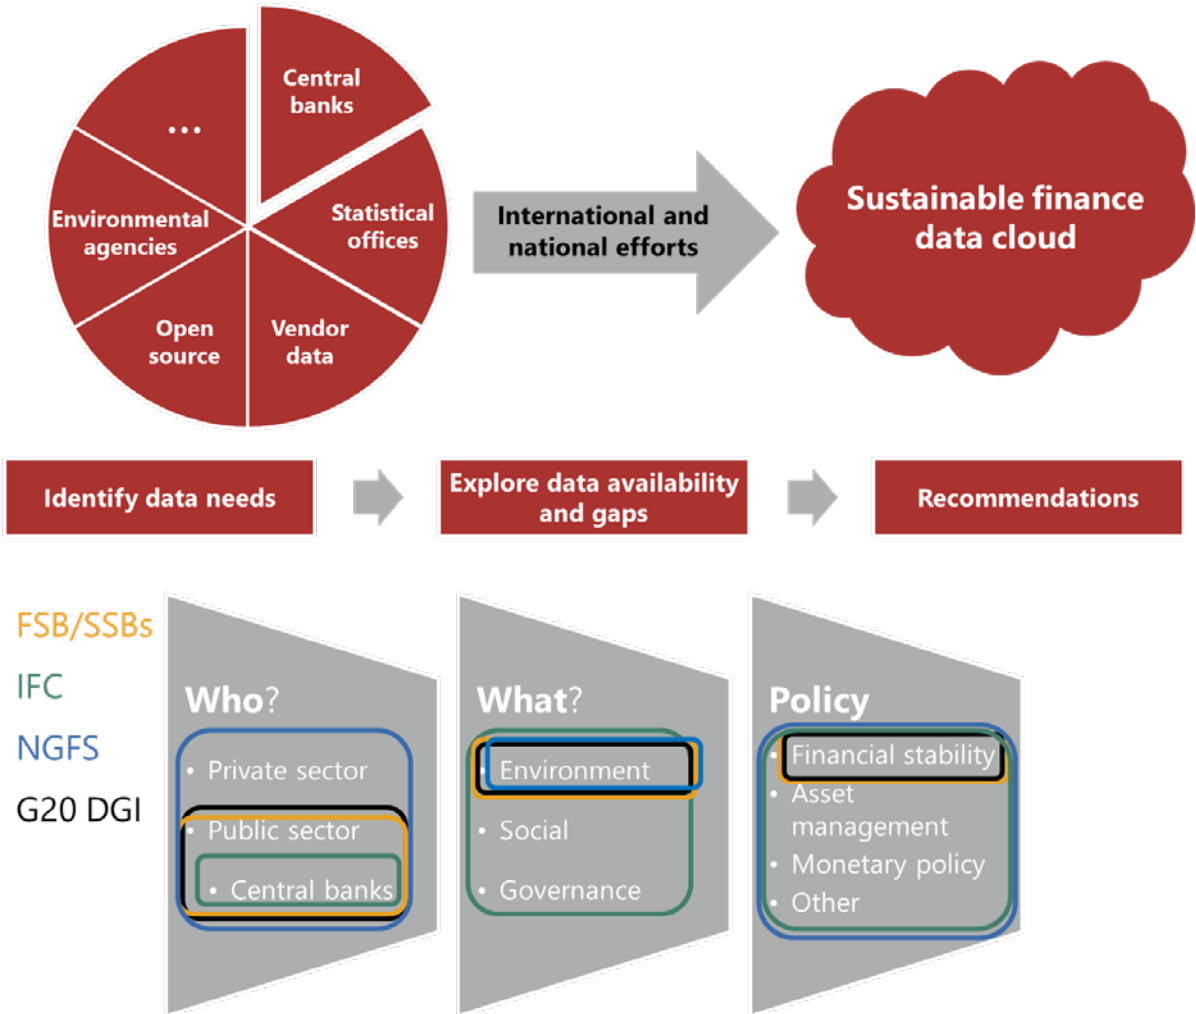 Central
banks
...
Environmental
agencies
Statistical
offices
Open
source
Vendor
data
International and
national efforts
Sustainable finance
data cloud
Identify data needs
Explore data availability
and gaps
Recommendations
FSB/SSBs
IFC
NGFS
G20 DGI
Who?
• Private sector
• Public sector
• Central banks
What?
• Environment
• Social
• Governance
Policy
• Financial stability
• Asset
management
• Monetary policy
• Other